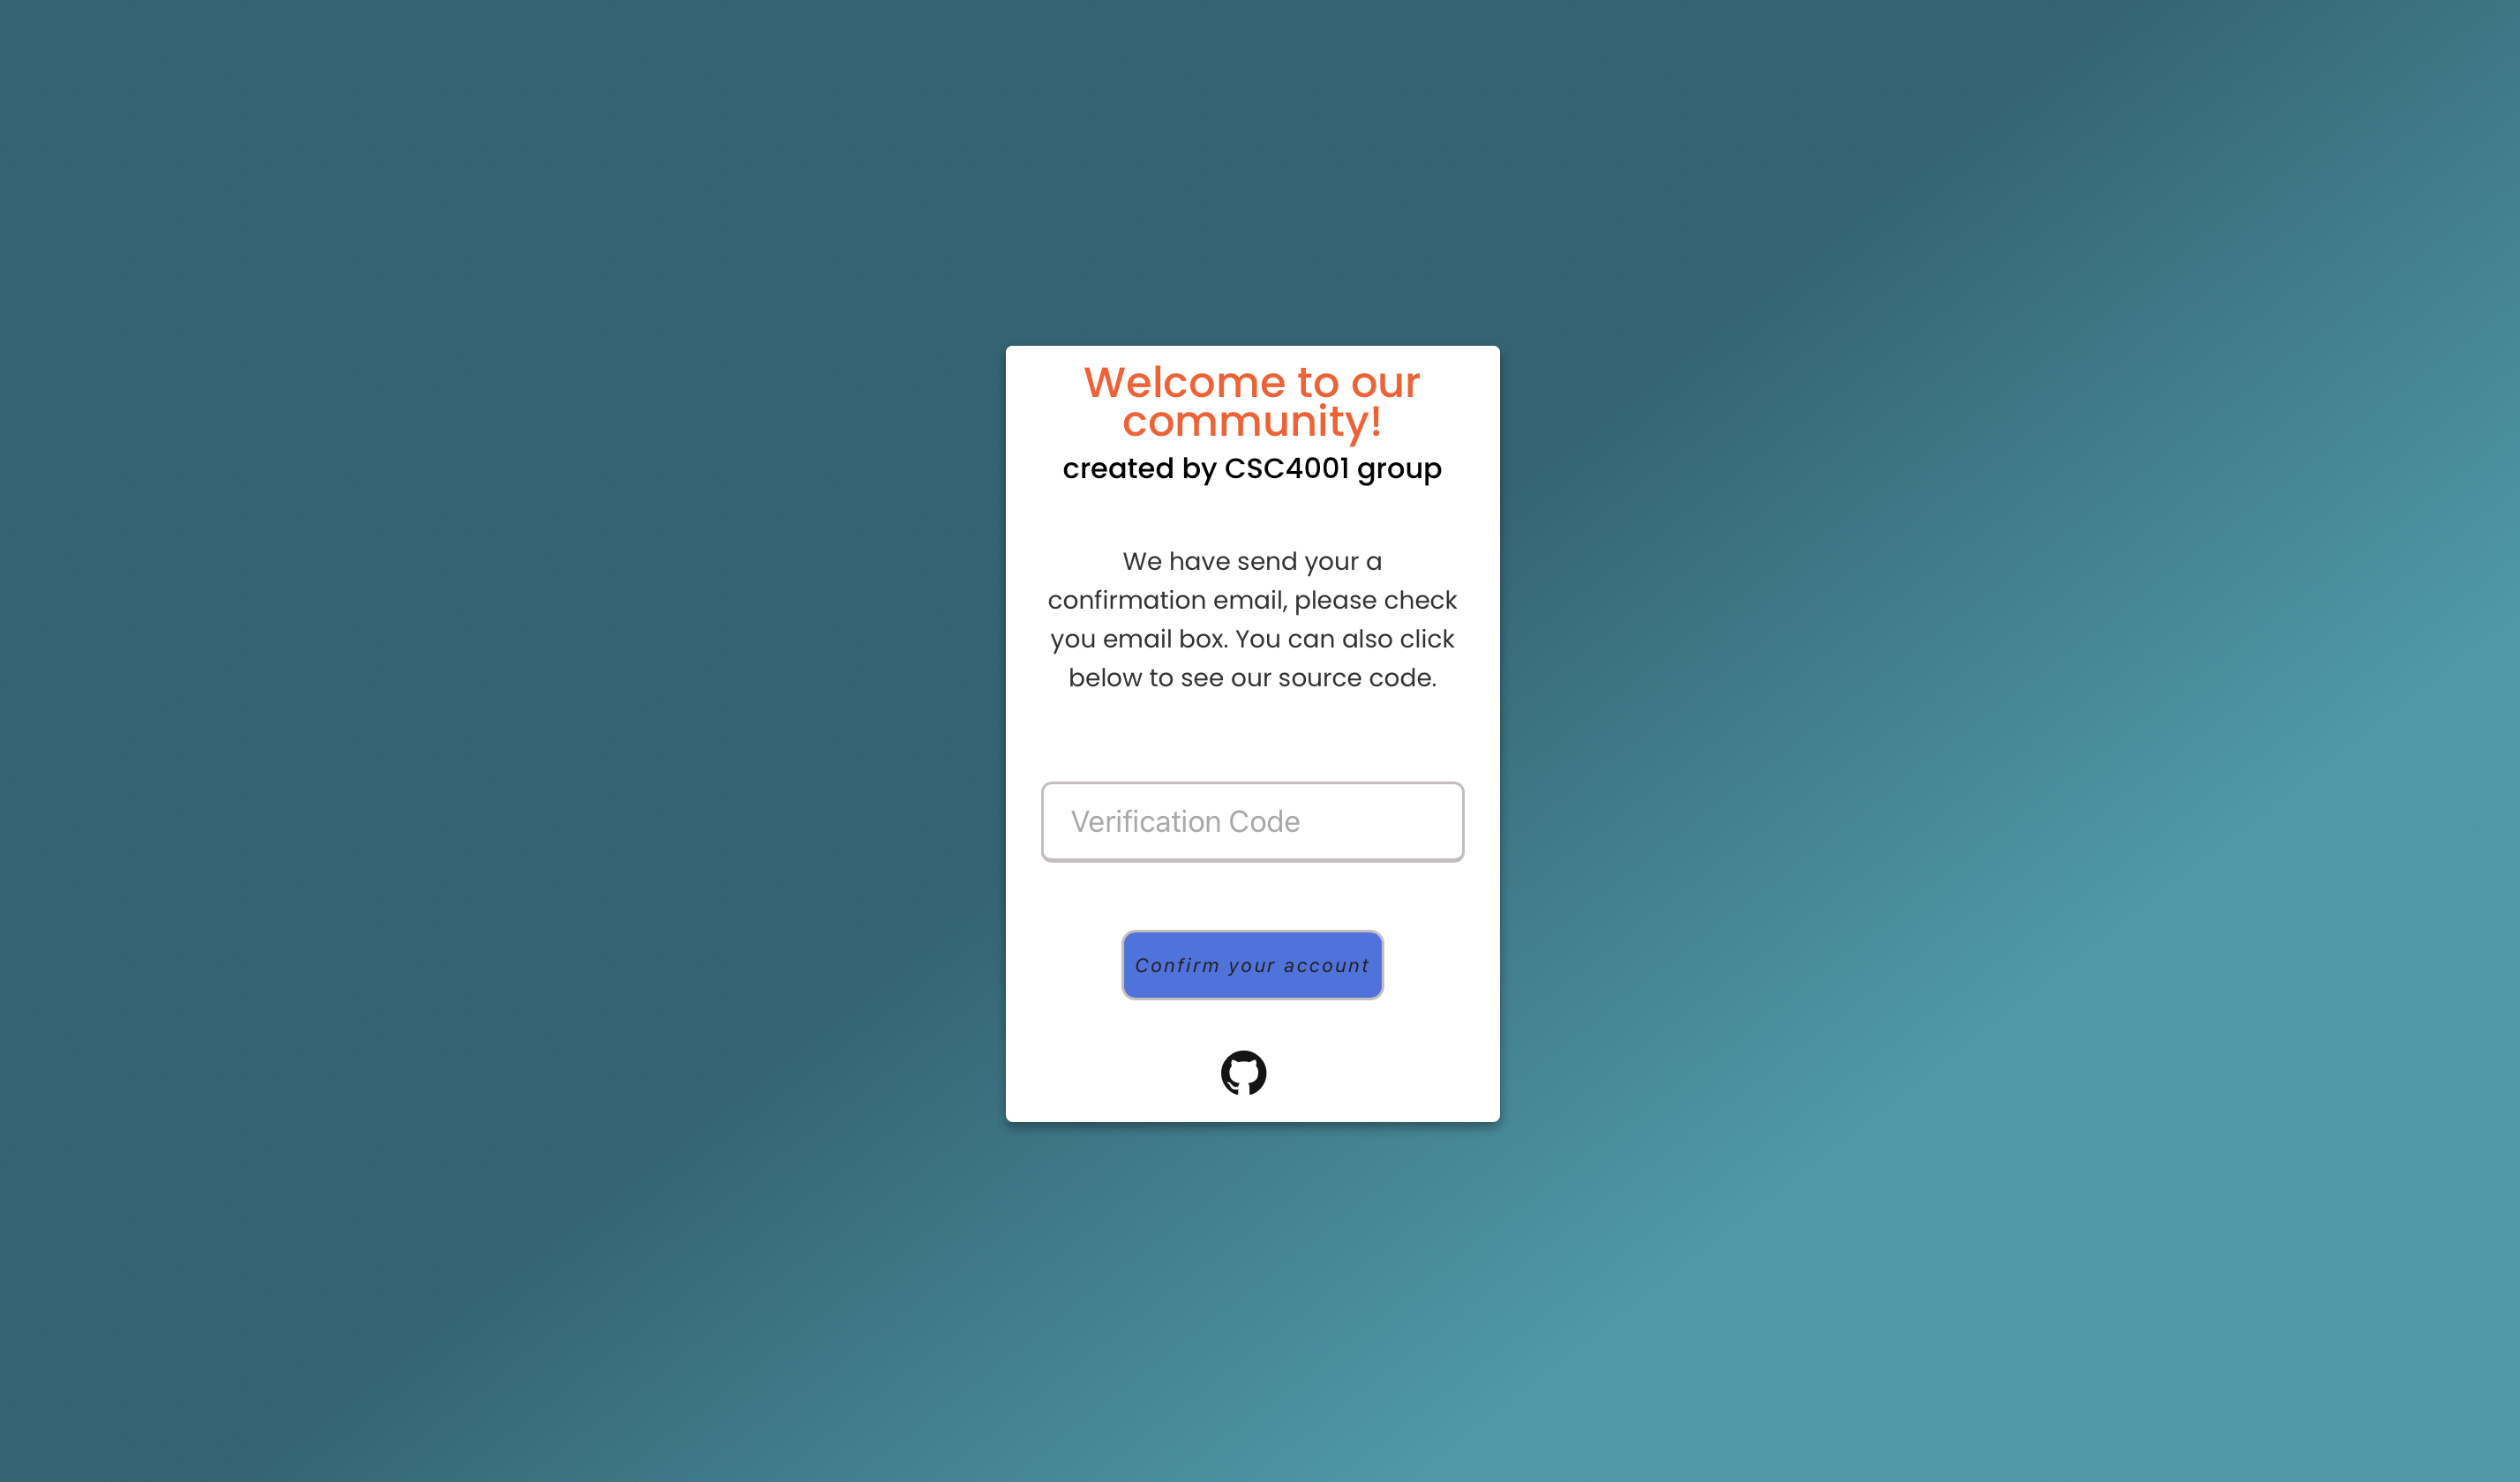 Welcome to our
community!
created by CSC4001 group
We have send your a
confirmation email, please check
you email box. You can also click
below to see our source code.
Verification Code
Confirm your account